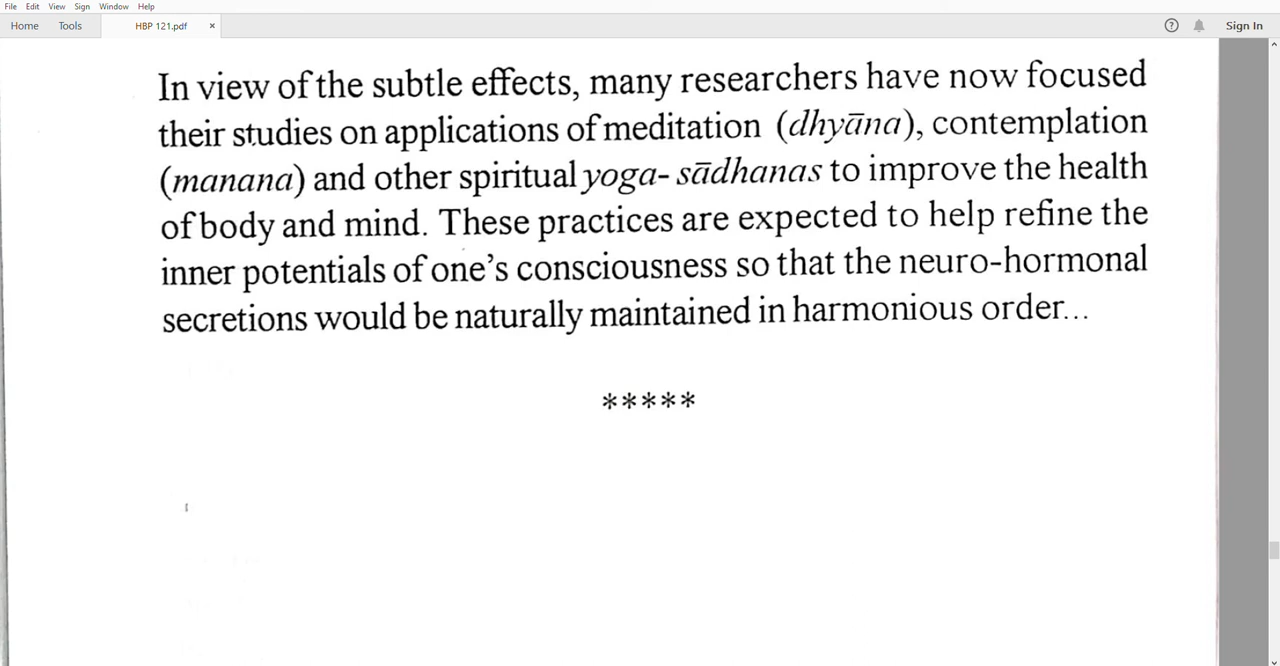 File Edit View Sign Window Help
Home Tools HBP 121.pdf × Sign In
In view of the subtle effects, many researchers have now focused
their studies on applications of meditation (dhyāna), contemplation
(manana) and other spiritual yoga- sādhanas to improve the health
of body and mind. These practices are expected to help refine the
inner potentials of one's consciousness so that the neuro-hormonal
secretions would be naturally maintained in harmonious order...
*****